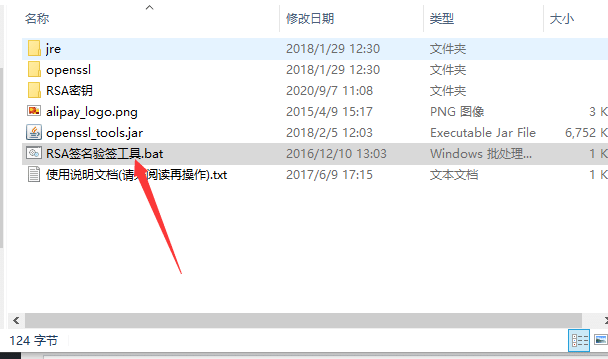 名称 修改日期 类型 大小
jre 2018/1/29 12:30 文件夹
openssl 2018/1/29 12:30 文件夹
RSA密钥 2020/9/7 11:08 文件夹
alipay_logo.png 2015/4/9 15:17 PNG 图像 3 K
openssl_tools.jar 2018/2/5 12:03 Executable Jar File 6,752 K
RSA签名验签工具.bat 2016/12/10 13:03 Windows 批处理... 1 K
使用说明文档(请先阅读再操作).txt 2017/6/9 17:15 文本文档 1 K
124 字节